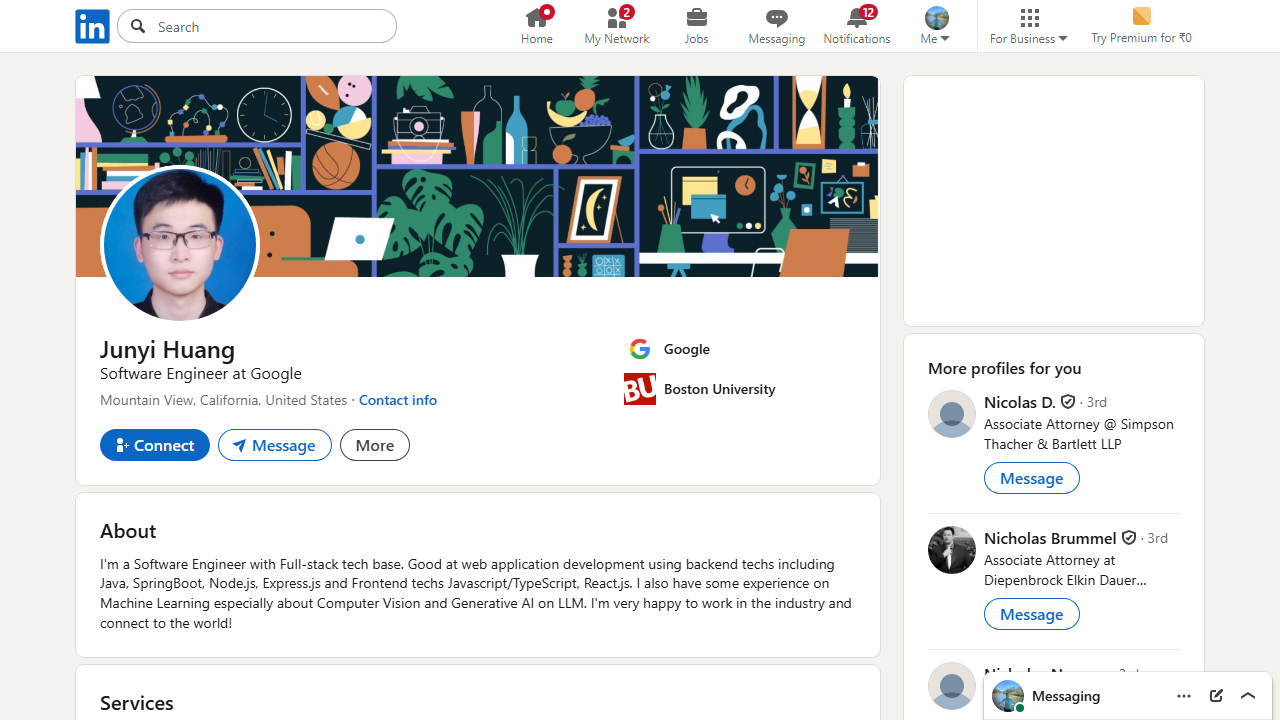 in
Search
Home
2
My Network
Jobs
Messaging
12
Notifications
Me
For Business
Try Premium for ₹0
Junyi Huang
Software Engineer at Google
Mountain View, California, United States · Contact info
Google
BU
Boston University
Connect
Message
More
About
I'm a Software Engineer with Full-stack tech base. Good at web application development using backend techs including
Java, SpringBoot, Node.js, Express.js and Frontend techs Javascript/TypeScript, React.js. I also have some experience on
Machine Learning especially about Computer Vision and Generative AI on LLM. I'm very happy to work in the industry and
connect to the world!
Services
More profiles for you
Nicolas D. · 3rd
Associate Attorney @ Simpson
Thacher & Bartlett LLP
Message
Nicholas Brummel · 3rd
Associate Attorney at
Diepenbrock Elkin Dauer...
Message
Messaging